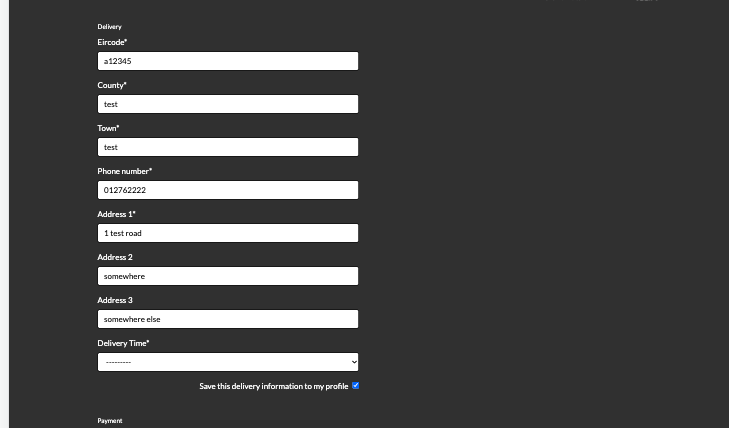 Delivery
Eircode*
a12345
County*
test
Town*
test
Phone number*
012762222
Address 1*
1 test road
Address 2
somewhere
Address 3
somewhere else
Delivery Time*
---------
Save this delivery information to my profile
Payment